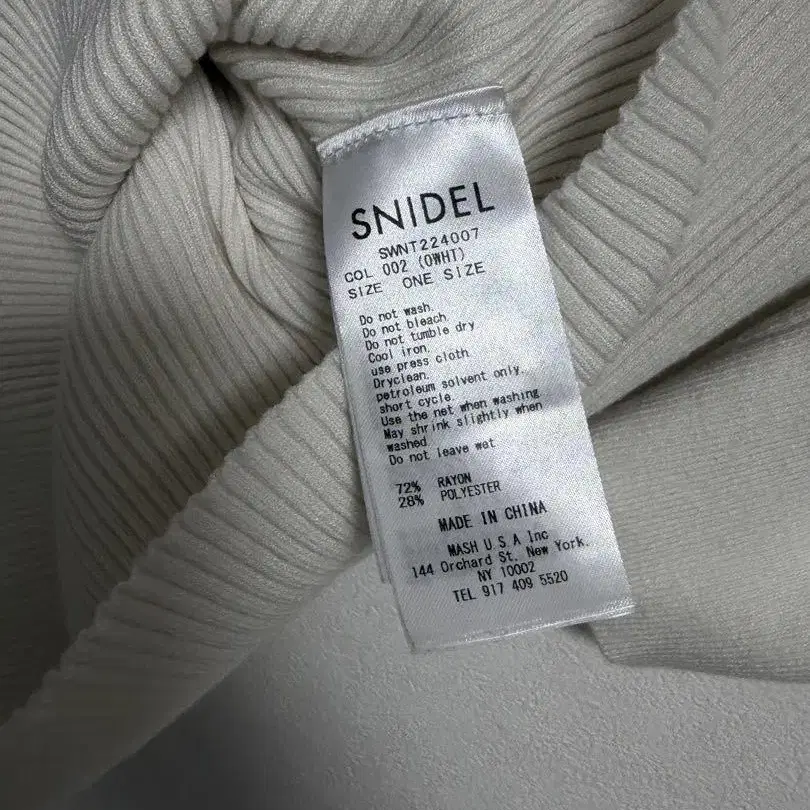 SNIDEL
SWNT224007
COL 002 (OWHT)
SIZE ONE SIZE
Do not wash.
Do not bleach.
Do not tumble dry
Cool iron.
use press cloth
Dryclean.
petroleum solvent only.
short cycle.
Use the net when washing
May shrink slightly when
washed.
Do not leave wet
72% RAYON
28% POLYESTER
MADE IN CHINA
MASH U S A Inc
144 Orchard St. New York.
NY 10002
TEL 917 409 5520